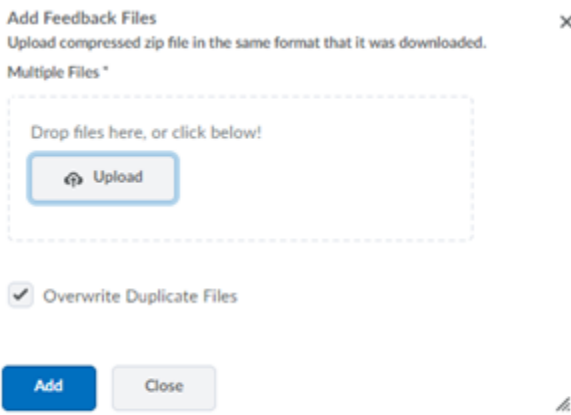 Add Feedback Files
Upload compressed zip file in the same format that it was downloaded.
Multiple Files *
Drop files here, or click below!
Upload
Overwrite Duplicate Files
Add
Close